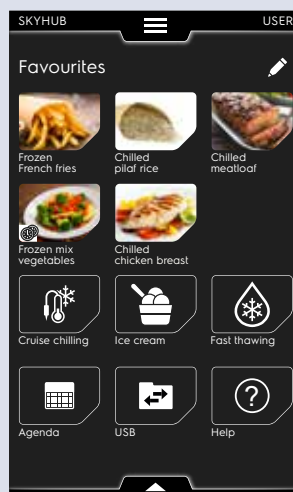 SKYHUB USER
Favourites
Frozen
French fries
Chilled
pilaf rice
Chilled
meatloaf
Frozen mix
vegetables
Chilled
chicken breast
Cruise chilling
Ice cream
Fast thawing
Agenda
USB
Help